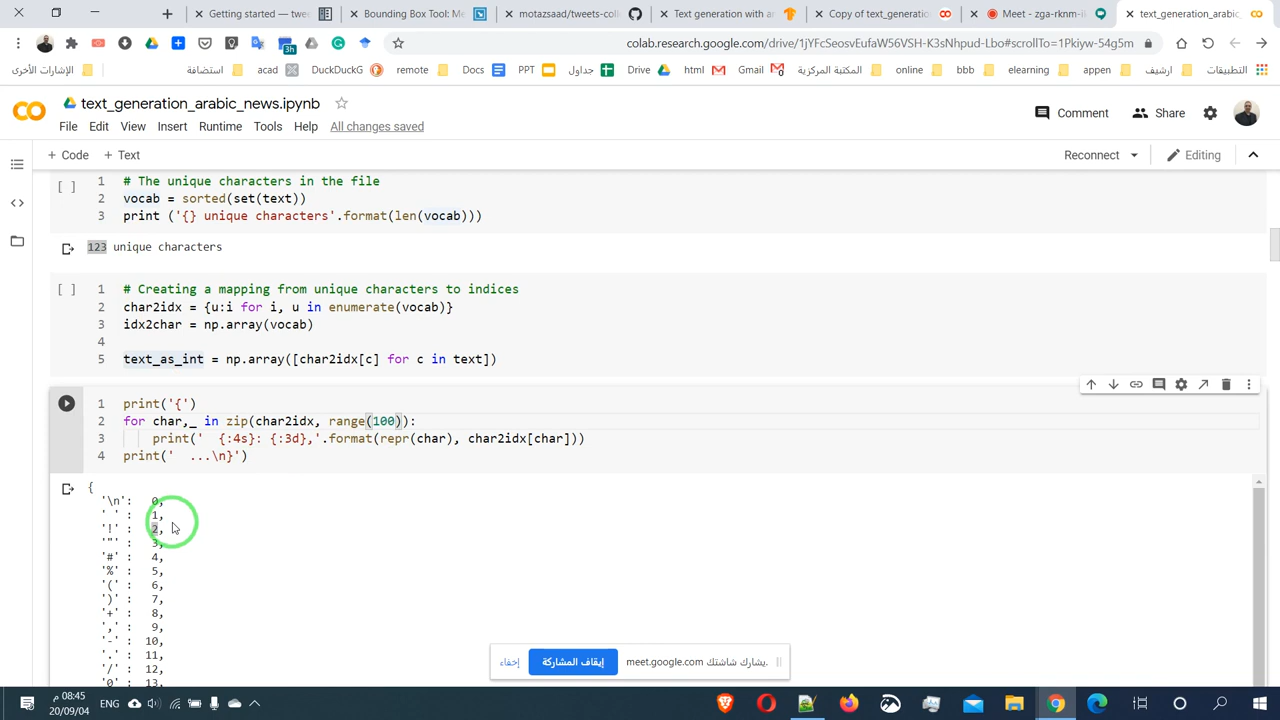 Getting started — twee
Bounding Box Tool: Me
motazsaad/tweets-coll
Text generation with a
Copy of text_generation
Meet - zga-rknm-i
text_generation_arabic_
colab.research.google.com/drive/1jYFcSeosvEufaW56VSH-K3sNhpud-Lbo#scrollTo=1Pkiyw-54g5m
3h
الإشارات الأخرى
استضافة
acad
DuckDuckG
remote
Docs
PPT
جداول
Drive
html
Gmail
المكتبة المركزية
online
bbb
elearning
appen
ارشيف
التطبيقات
text_generation_arabic_news.ipynb
Comment
Share
File Edit View Insert Runtime Tools Help All changes saved
+ Code + Text
Reconnect
Editing
[ ] 1 # The unique characters in the file
2 vocab = sorted(set(text))
3 print ('{} unique characters'.format(len(vocab)))
123 unique characters
[ ] 1 # Creating a mapping from unique characters to indices
2 char2idx = {u:i for i, u in enumerate(vocab)}
3 idx2char = np.array(vocab)
4
5 text_as_int = np.array([char2idx[c] for c in text])
1 print('{')
2 for char,_ in zip(char2idx, range(100)):
3 print('  {:4s}: {:3d},'.format(repr(char), char2idx[char]))
4 print('  ...\n}')
{
'\n':   0,
' ' :   1,
'!' :   2,
'"' :   3,
'#' :   4,
'%' :   5,
'(' :   6,
')' :   7,
'+' :   8,
',' :   9,
'-' :  10,
'.' :  11,
'/' :  12,
'0' :  13,
إخفاء
إيقاف المشاركة
meet.google.com يشارك شاشتك.
08:45 م
20/09/04
ENG